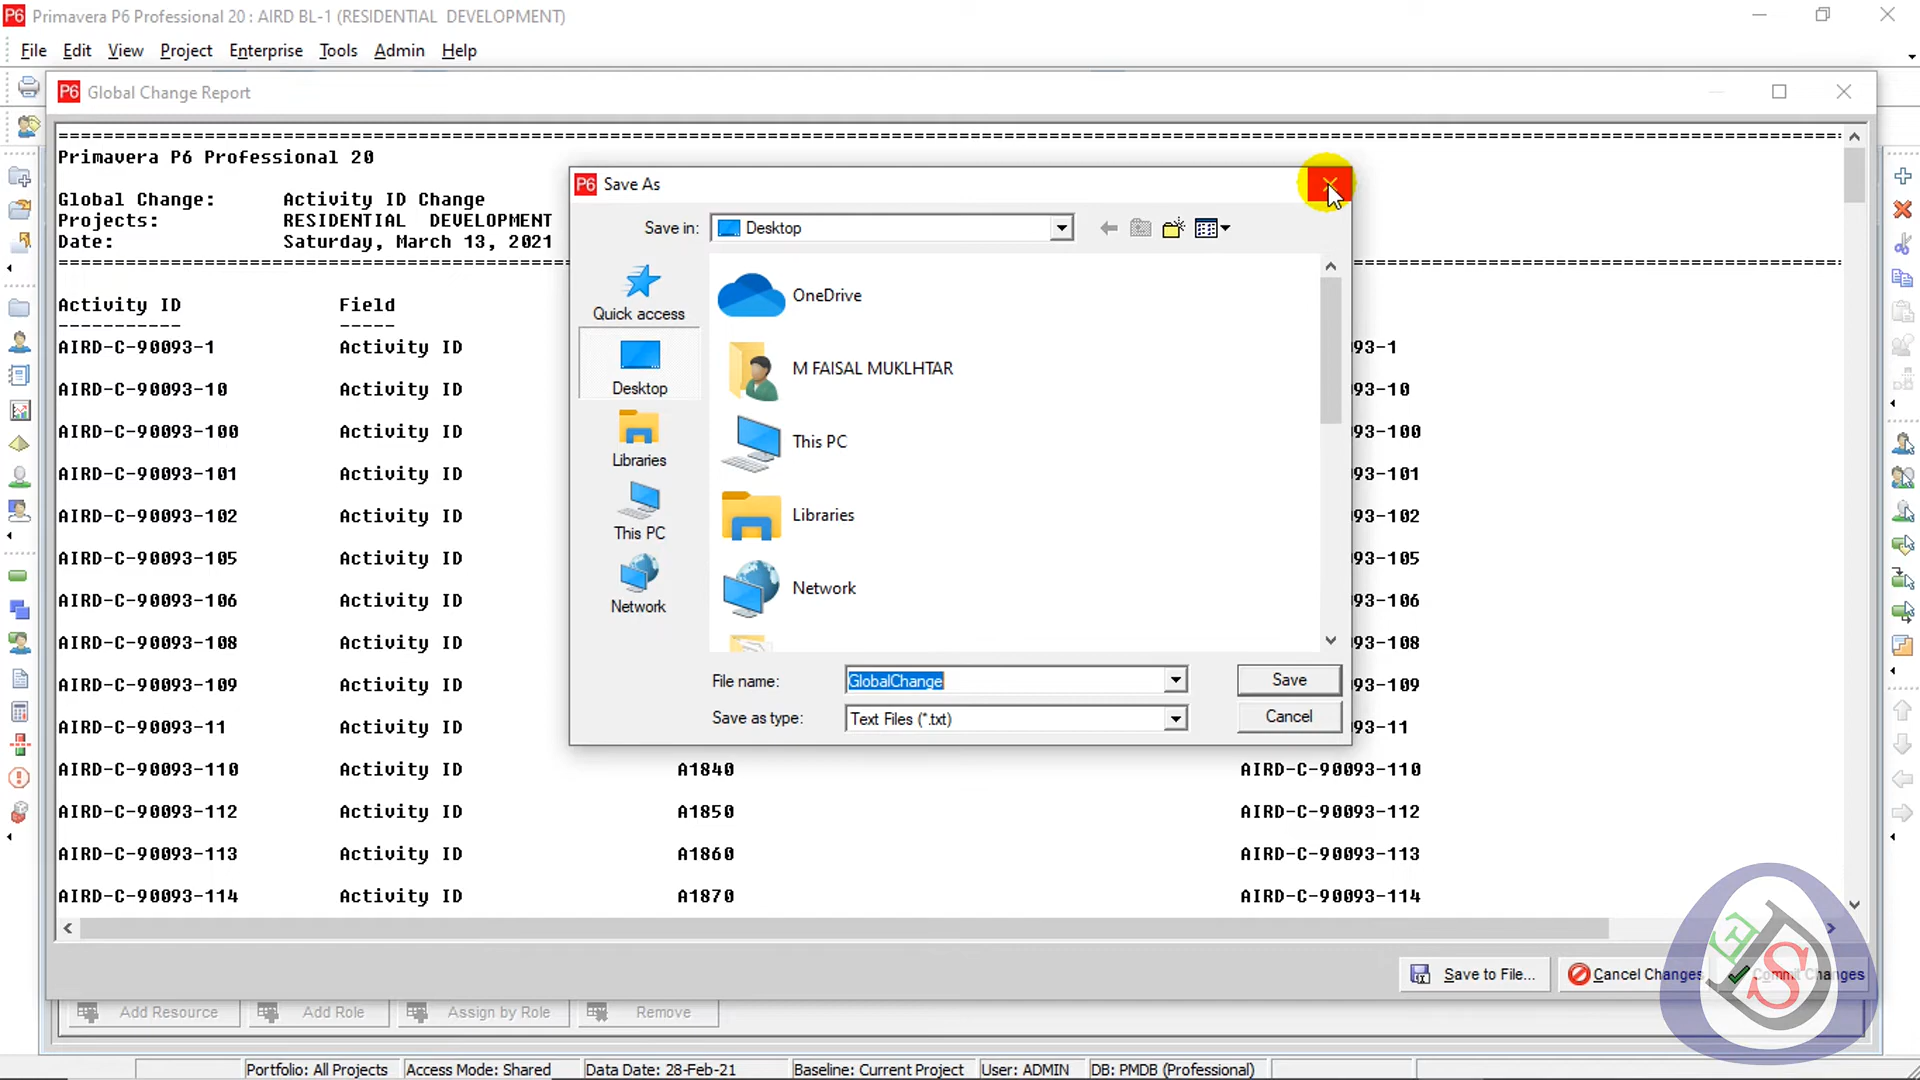 Primavera P6 Professional 20 : AIRD BL-1 (RESIDENTIAL DEVELOPMENT)
File Edit View Project Enterprise Tools Admin Help
Global Change Report
Primavera P6 Professional 20
Global Change: Activity ID Change
Projects: RESIDENTIAL DEVELOPMENT
Date: Saturday, March 13, 2021
Activity ID Field
AIRD-C-90093-1 Activity ID 93-1
AIRD-C-90093-10 Activity ID 93-10
AIRD-C-90093-100 Activity ID 93-100
AIRD-C-90093-101 Activity ID 93-101
AIRD-C-90093-102 Activity ID 93-102
AIRD-C-90093-105 Activity ID 93-105
AIRD-C-90093-106 Activity ID 93-106
AIRD-C-90093-108 Activity ID 93-108
AIRD-C-90093-109 Activity ID 93-109
AIRD-C-90093-11 Activity ID 93-11
AIRD-C-90093-110 Activity ID A1840 AIRD-C-90093-110
AIRD-C-90093-112 Activity ID A1850 AIRD-C-90093-112
AIRD-C-90093-113 Activity ID A1860 AIRD-C-90093-113
AIRD-C-90093-114 Activity ID A1870 AIRD-C-90093-114
Save As
Save in: Desktop
Quick access
Desktop
Libraries
This PC
Network
OneDrive
M FAISAL MUKLHTAR
This PC
Libraries
Network
File name: GlobalChange Save
Save as type: Text Files (*.txt) Cancel
Save to File... Cancel Changes Commit Changes
Add Resource Add Role Assign by Role Remove
Portfolio: All Projects Access Mode: Shared Data Date: 28-Feb-21 Baseline: Current Project User: ADMIN DB: PMDB (Professional)